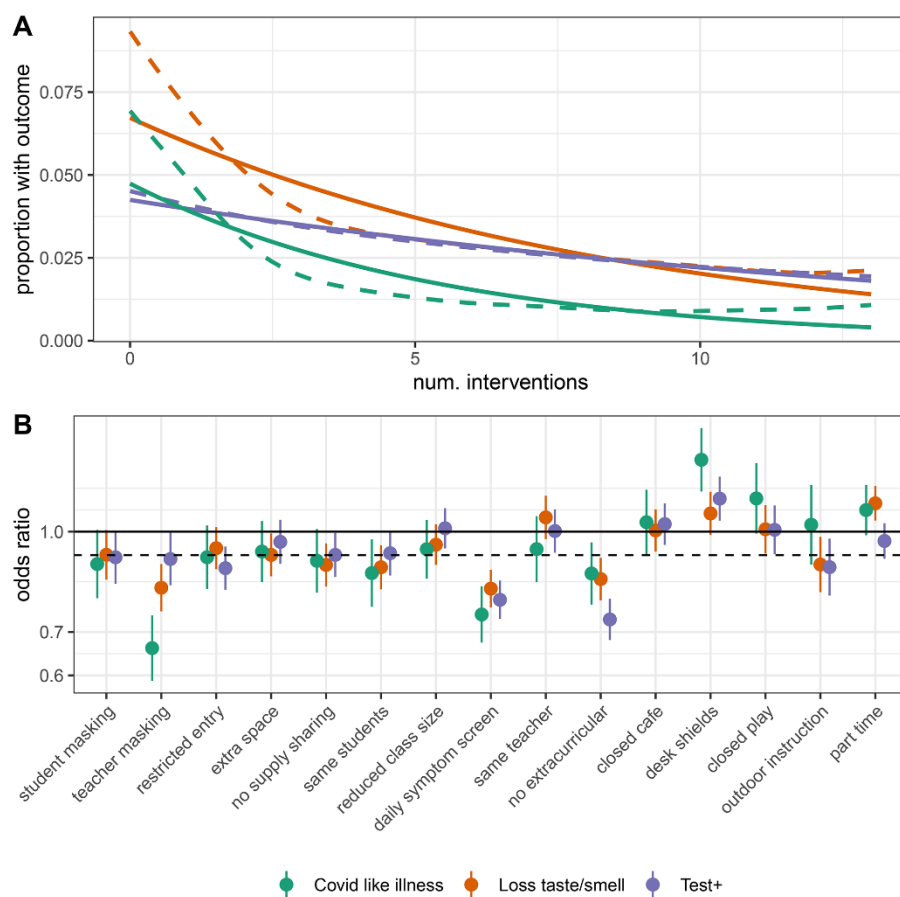 A
proportion with outcome
0.075
0.050
0.025
0.000
0
5
10
num. interventions
B
odds ratio
1.0
0.7
0.6
student masking
teacher masking
restricted entry
extra space
no supply sharing
same students
reduced class size
daily symptom screen
same teacher
no extracurricular
closed cafe
desk shields
closed play
outdoor instruction
part time
Covid like illness
Loss taste/smell
Test+